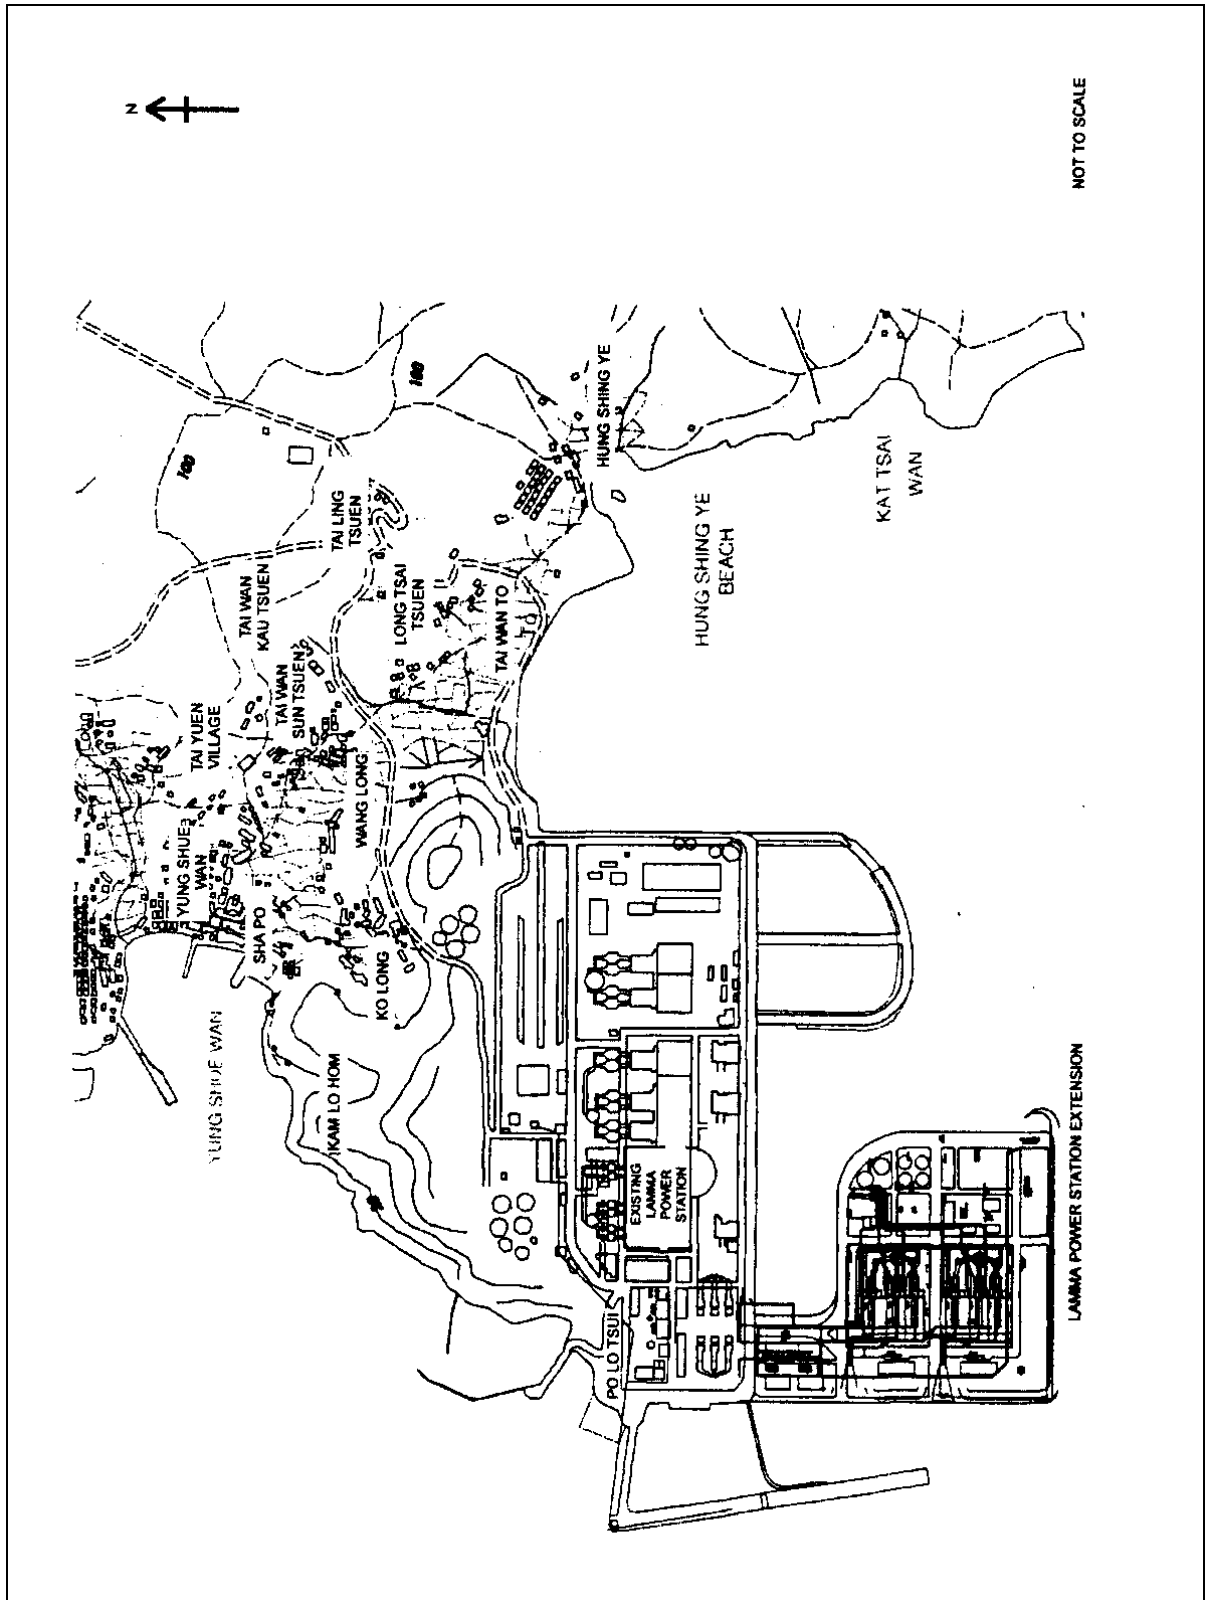 N
NOT TO SCALE
100
100
TAI LING
TSUEN
TAI WAN
KAU TSUEN
LONG TSAI
TSUEN
TAI WAN TO
HUNG SHING YE
HUNG SHING YE
BEACH
KAT TSAI
WAN
TAI YUEN
VILLAGE
TAI WAN
SUN TSUEN
WANG LONG
YUNG SHUE
WAN
SHA PO
KO LONG
YUNG SHUE WAN
KAM LO HOM
EXISTING
LAMMA
POWER
STATION
PO LO TSUI
LAMMA POWER STATION EXTENSION